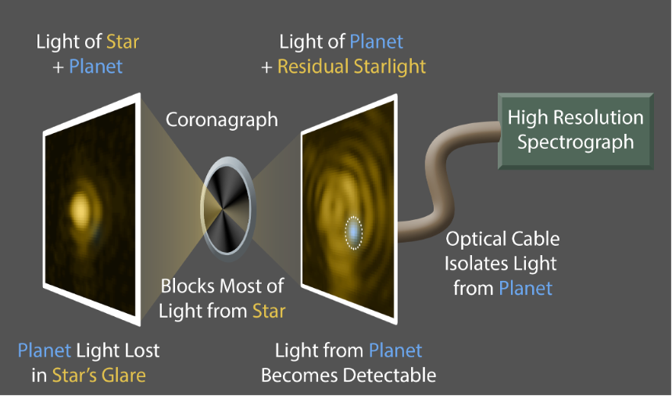 Light of Star
+ Planet
Light of Planet
+ Residual Starlight
Coronagraph
High Resolution
Spectrograph
Blocks Most of
Light from Star
Optical Cable
Isolates Light
from Planet
Planet Light Lost
in Star's Glare
Light from Planet
Becomes Detectable